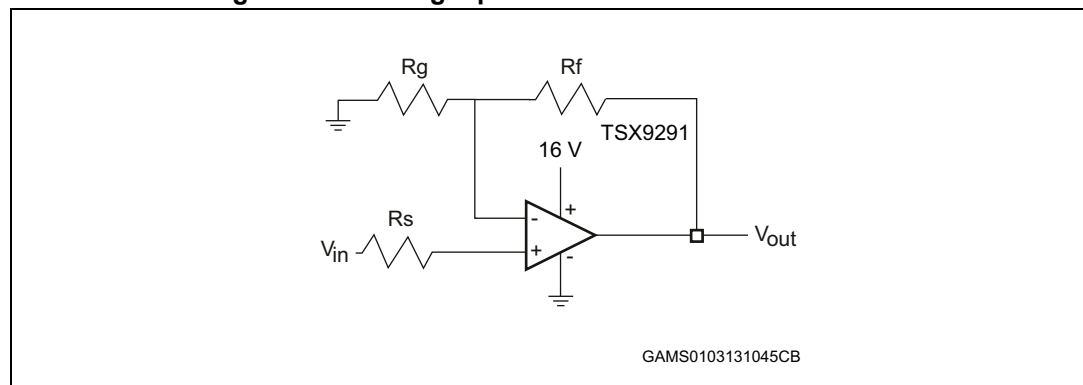 Rg Rf
TSX9291
16 V
+
Rs
-
Vin
+
Vout
-
GAMS0103131045CB